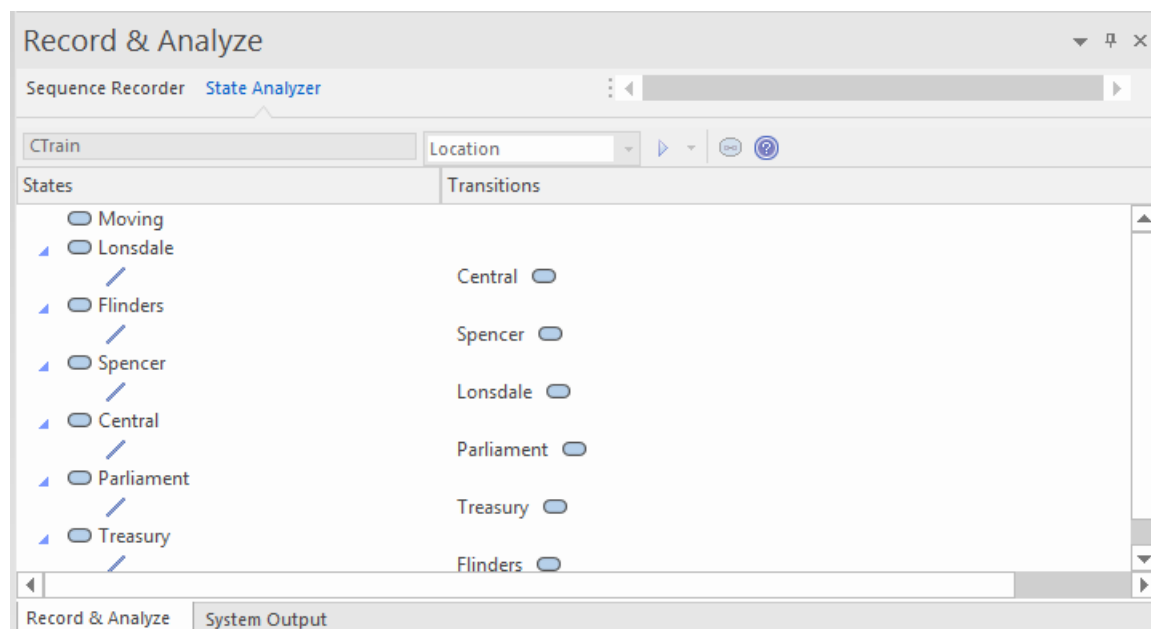 Record & Analyze
Sequence Recorder State Analyzer
CTrain Location
States Transitions
Moving
Lonsdale
Central
Flinders
Spencer
Spencer
Lonsdale
Central
Parliament
Parliament
Treasury
Treasury
Flinders
Record & Analyze System Output